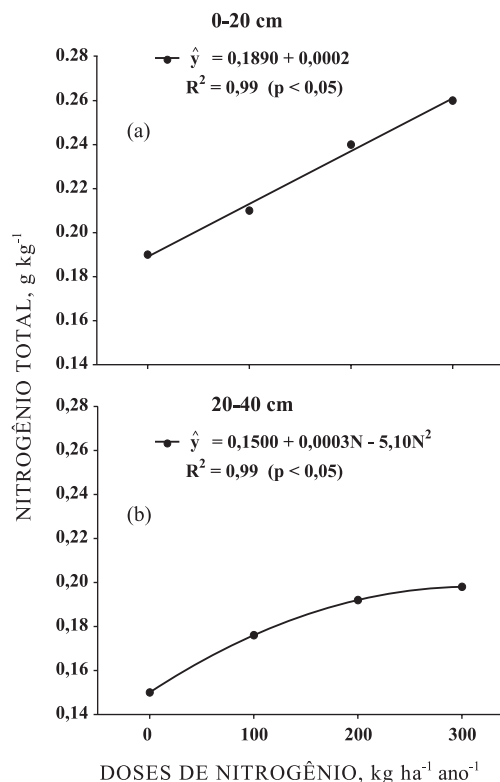 0-20 cm
0.28
0.26
0.24
0.22
0.20
0.18
0.16
0.14
ŷ = 0,1890 + 0,0002
R² = 0,99 (p < 0,05)
(a)
NITROGÊNIO TOTAL, g kg⁻¹
20-40 cm
0,28
0,26
0,24
0,22
0,20
0,18
0,16
0,14
ŷ = 0,1500 + 0,0003N - 5,10N²
R² = 0,99 (p < 0,05)
(b)
0 100 200 300
DOSES DE NITROGÊNIO, kg ha⁻¹ ano⁻¹